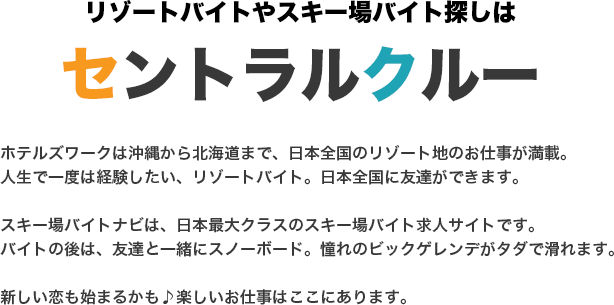 リゾートバイトやスキー場バイト探しは
セントラルクルー
ホテルズワークは沖縄から北海道まで、日本全国のリゾート地のお仕事が満載。
人生で一度は経験したい、リゾートバイト。日本全国に友達ができます。
スキー場バイトナビは、日本最大クラスのスキー場バイト求人サイトです。
バイトの後は、友達と一緒にスノーボード。憧れのビックゲレンデがタダで滑れます。
新しい恋も始まるかも♪楽しいお仕事はここにあります。